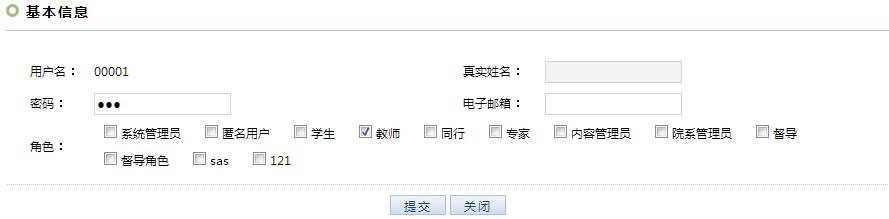 基本信息
用户名： 00001 真实姓名：
密码： ●●● 电子邮箱：
角色： 系统管理员 匿名用户 学生 教师 同行 专家 内容管理员 院系管理员 督导
督导角色 sas 121
提交 关闭